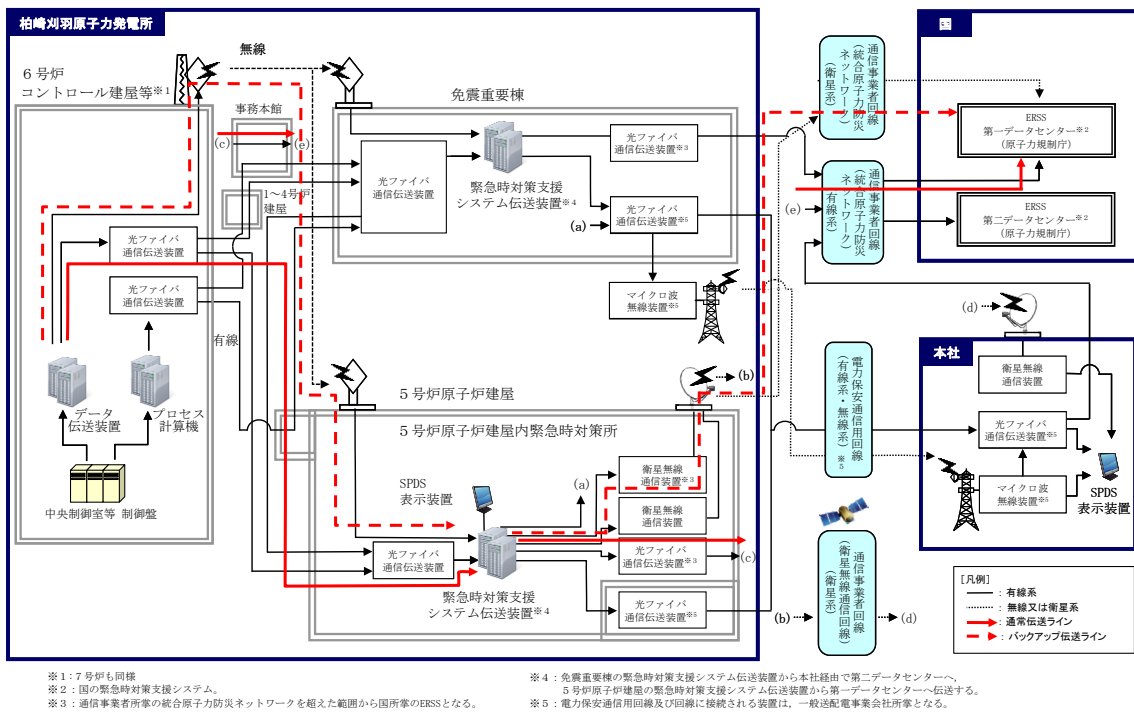 柏崎刈羽原子力発電所
無線
6号炉
コントロール建屋等※1
事務本館
(c)
(e)
1～4号炉
建屋
光ファイバ
通信伝送装置
光ファイバ
通信伝送装置
有線
データ
伝送装置
プロセス
計算機
中央制御室等 制御盤
免震重要棟
光ファイバ
通信伝送装置
緊急時対策支援
システム伝送装置※4
光ファイバ
通信伝送装置※3
光ファイバ
通信伝送装置※5
(a)
マイクロ波
無線装置※5
5号炉原子炉建屋
(b)
5号炉原子炉建屋内緊急時対策所
SPDS
表示装置
(a)
光ファイバ
通信伝送装置
緊急時対策支援
システム伝送装置※4
衛星無線
通信装置※3
衛星無線
通信装置
光ファイバ
通信伝送装置※3
(c)
光ファイバ
通信伝送装置※5
通信事業者回線
(統合原子力防災
ネットワーク)
(衛星系)
通信事業者回線
(統合原子力防災
ネットワーク)
有線系)
(e)
電力保安通信用回線
(有線系・無線系)
※5
通信事業者回線
(衛星無線通信回線)
(衛星系)
(b)
(d)
国
ERSS
第一データセンター※2
(原子力規制庁)
ERSS
第二データセンター※2
(原子力規制庁)
(d)
本社
衛星無線
通信装置
光ファイバ
通信伝送装置※5
マイクロ波
無線装置※5
SPDS
表示装置
[凡例]
：有線系
：無線又は衛星系
：通常伝送ライン
：バックアップ伝送ライン
※1：7号炉も同様
※2：国の緊急時対策支援システム。
※3：通信事業者所掌の統合原子力防災ネットワークを超えた範囲から国所掌のERSSとなる。
※4：免震重要棟の緊急時対策支援システム伝送装置から本社経由で第二データセンターへ，
5号炉原子炉建屋の緊急時対策支援システム伝送装置から第一データセンターへ伝送する。
※5：電力保安通信用回線及び回線に接続される装置は，一般送配電事業会社所掌となる。